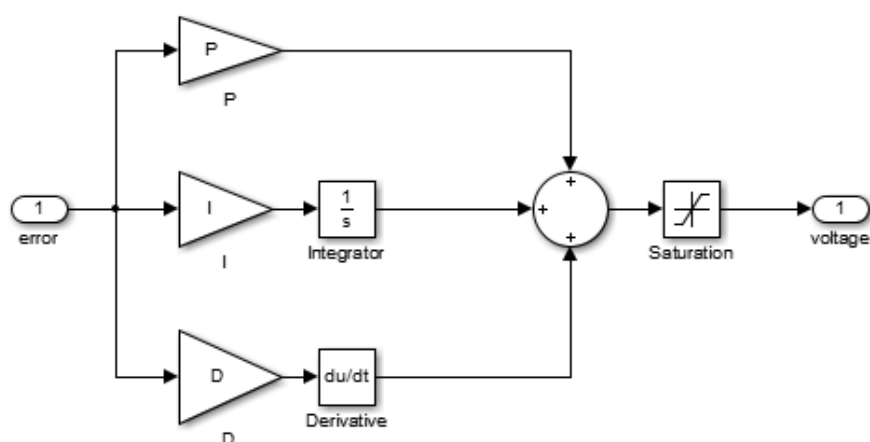 P
P
1
error
I
I
1
s
Integrator
+
+
+
Saturation
1
voltage
D
D
du/dt
Derivative